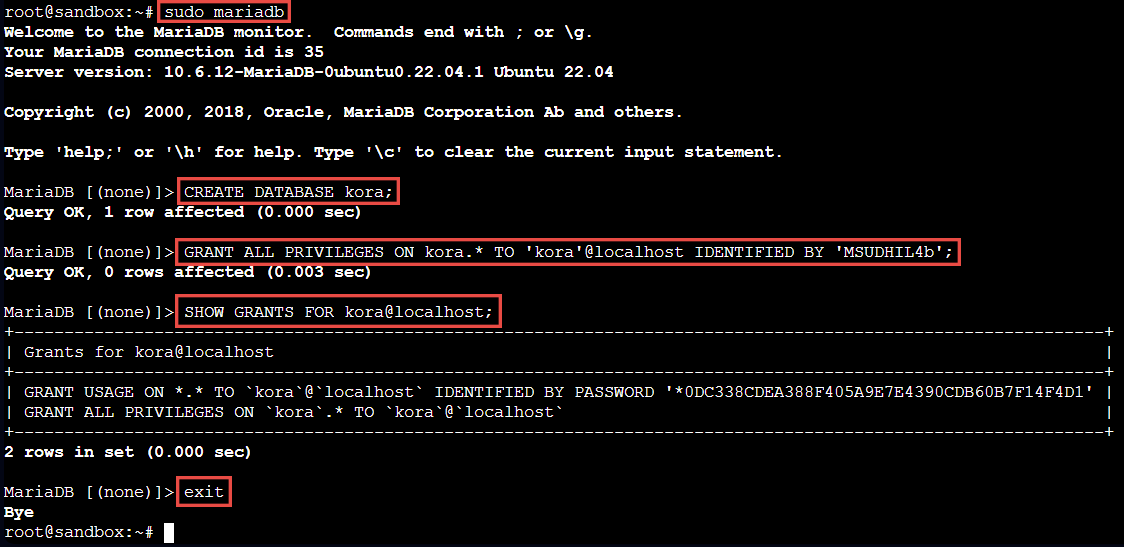 root@sandbox:~# sudo mariadb
Welcome to the MariaDB monitor.  Commands end with ; or \g.
Your MariaDB connection id is 35
Server version: 10.6.12-MariaDB-0ubuntu0.22.04.1 Ubuntu 22.04
Copyright (c) 2000, 2018, Oracle, MariaDB Corporation Ab and others.
Type 'help;' or '\h' for help. Type '\c' to clear the current input statement.
MariaDB [(none)]> CREATE DATABASE kora;
Query OK, 1 row affected (0.000 sec)
MariaDB [(none)]> GRANT ALL PRIVILEGES ON kora.* TO 'kora'@localhost IDENTIFIED BY 'MSUDHIL4b';
Query OK, 0 rows affected (0.003 sec)
MariaDB [(none)]> SHOW GRANTS FOR kora@localhost;
+-------------------------------------------------------------------------------------------------------------+
| Grants for kora@localhost                                                                                   |
+-------------------------------------------------------------------------------------------------------------+
| GRANT USAGE ON *.* TO `kora`@`localhost` IDENTIFIED BY PASSWORD '*0DC338CDEA388F405A9E7E4390CDB60B7F14F4D1' |
| GRANT ALL PRIVILEGES ON `kora`.* TO `kora`@`localhost`                                                      |
+-------------------------------------------------------------------------------------------------------------+
2 rows in set (0.000 sec)
MariaDB [(none)]> exit
Bye
root@sandbox:~#